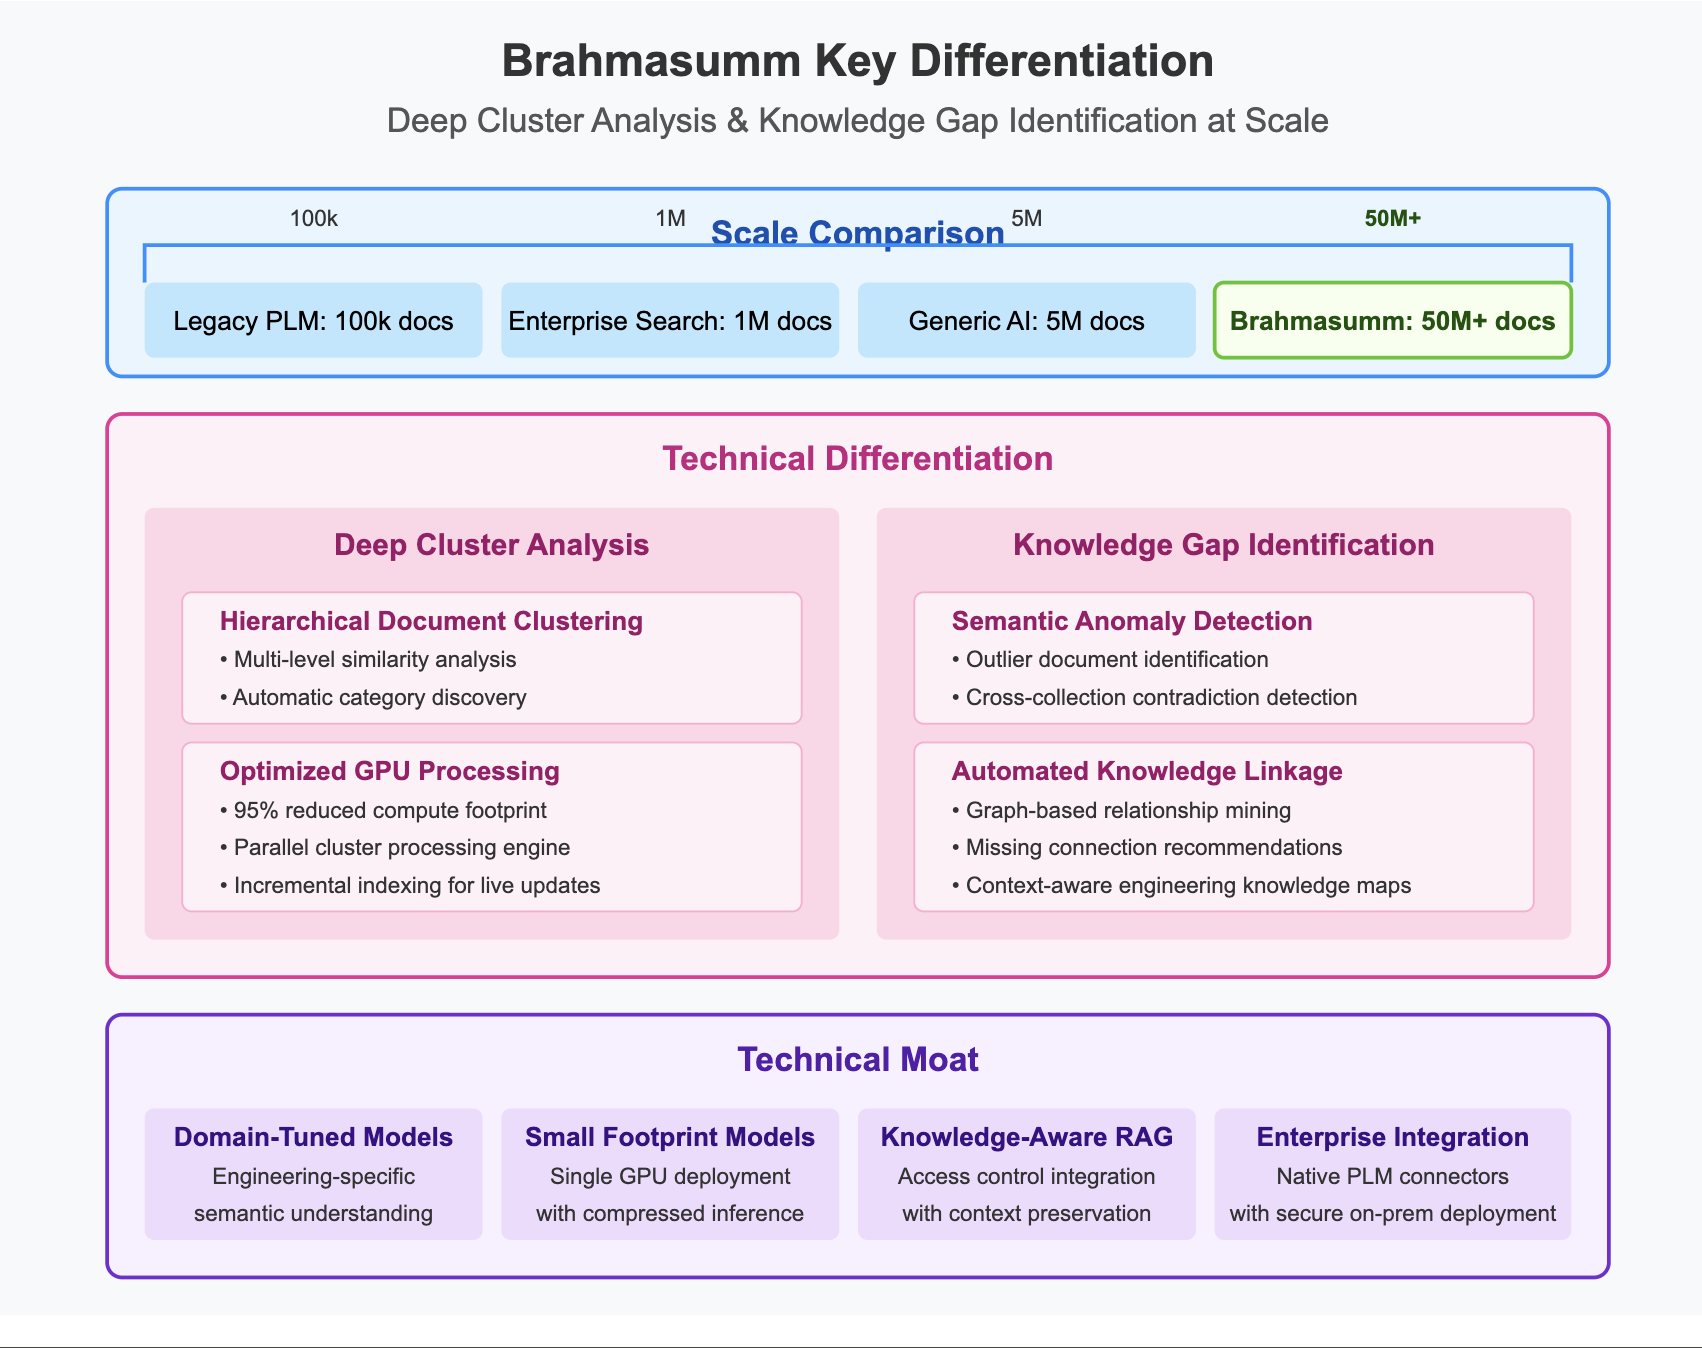 Brahmasumm Key Differentiation
Deep Cluster Analysis & Knowledge Gap Identification at Scale
Scale Comparison
100k
1M
5M
50M+
Legacy PLM: 100k docs
Enterprise Search: 1M docs
Generic AI: 5M docs
Brahmasumm: 50M+ docs
Technical Differentiation
Deep Cluster Analysis
Hierarchical Document Clustering
• Multi-level similarity analysis
• Automatic category discovery
Optimized GPU Processing
• 95% reduced compute footprint
• Parallel cluster processing engine
• Incremental indexing for live updates
Knowledge Gap Identification
Semantic Anomaly Detection
• Outlier document identification
• Cross-collection contradiction detection
Automated Knowledge Linkage
• Graph-based relationship mining
• Missing connection recommendations
• Context-aware engineering knowledge maps
Technical Moat
Domain-Tuned Models
Engineering-specific
semantic understanding
Small Footprint Models
Single GPU deployment
with compressed inference
Knowledge-Aware RAG
Access control integration
with context preservation
Enterprise Integration
Native PLM connectors
with secure on-prem deployment